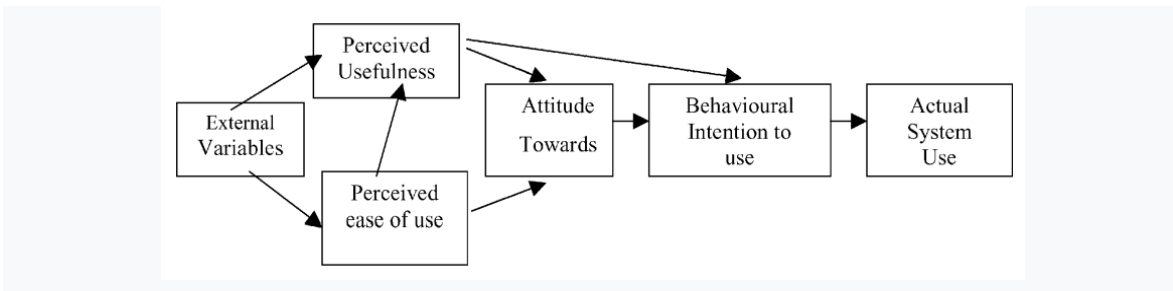 Perceived
Usefulness
External
Variables
Perceived
ease of use
Attitude
Towards
Behavioural
Intention to
use
Actual
System
Use